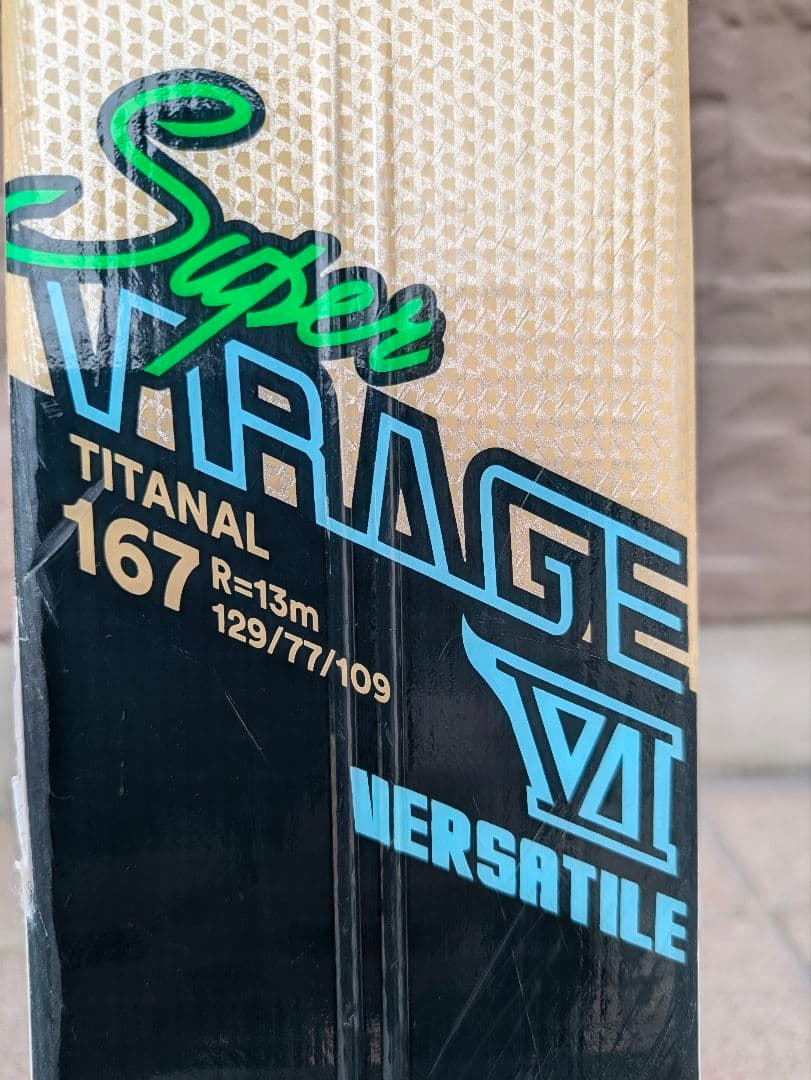 Super
VIRAGE
TITANAL
167
R=13m
129/77/109
VI
VERSATILE